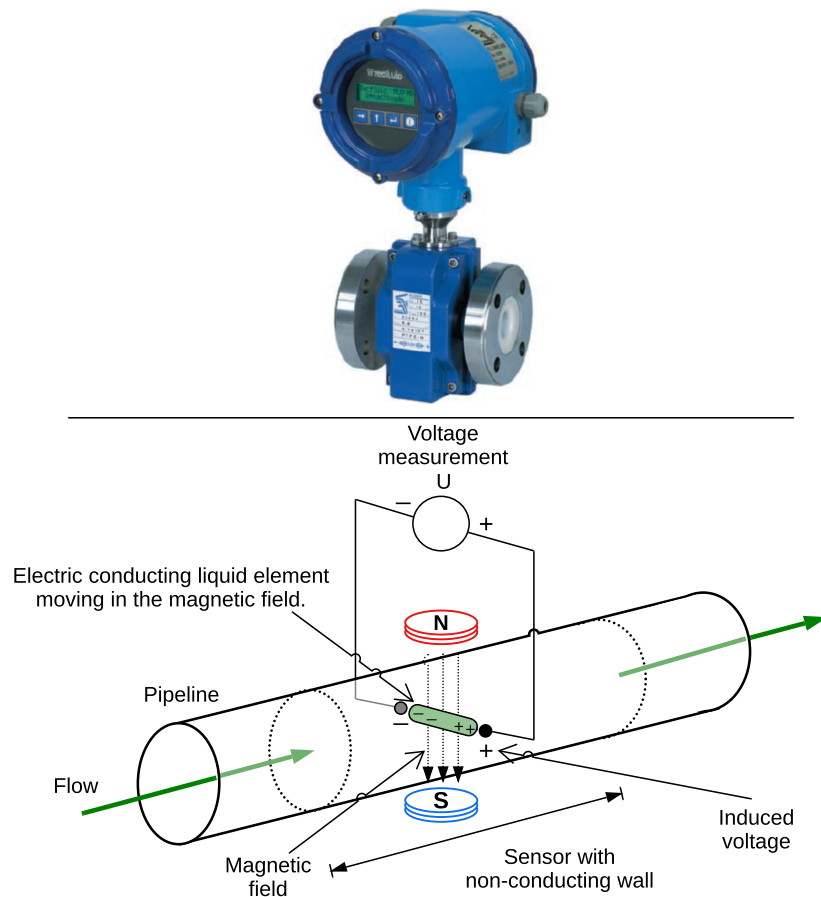 Voltage
measurement
U
–
+
Electric conducting liquid element
moving in the magnetic field.
N
Pipeline
–
– –
+ +
+
Flow
S
Induced
voltage
Magnetic
field
Sensor with
non-conducting wall